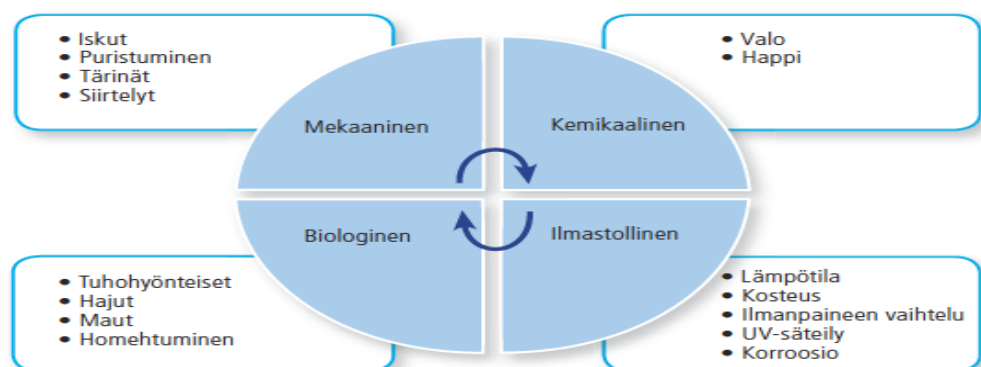 • Iskut
• Puristuminen
• Tärinät
• Siirtelyt
Mekaaninen
• Valo
• Happi
Kemikaalinen
Biologinen
• Tuhohyönteiset
• Hajut
• Maut
• Homehtuminen
Ilmastollinen
• Lämpötila
• Kosteus
• Ilmanpaineen vaihtelu
• UV-säteily
• Korroosio